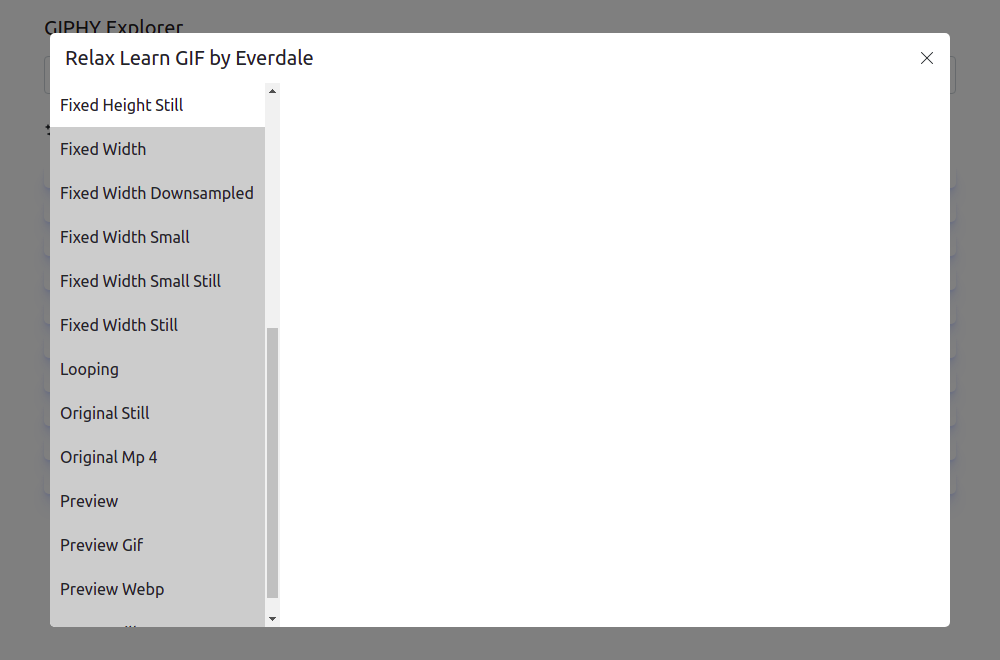 GIPHY Explorer
Relax Learn GIF by Everdale
Fixed Height Still
Fixed Width
Fixed Width Downsampled
Fixed Width Small
Fixed Width Small Still
Fixed Width Still
Looping
Original Still
Original Mp 4
Preview
Preview Gif
Preview Webp